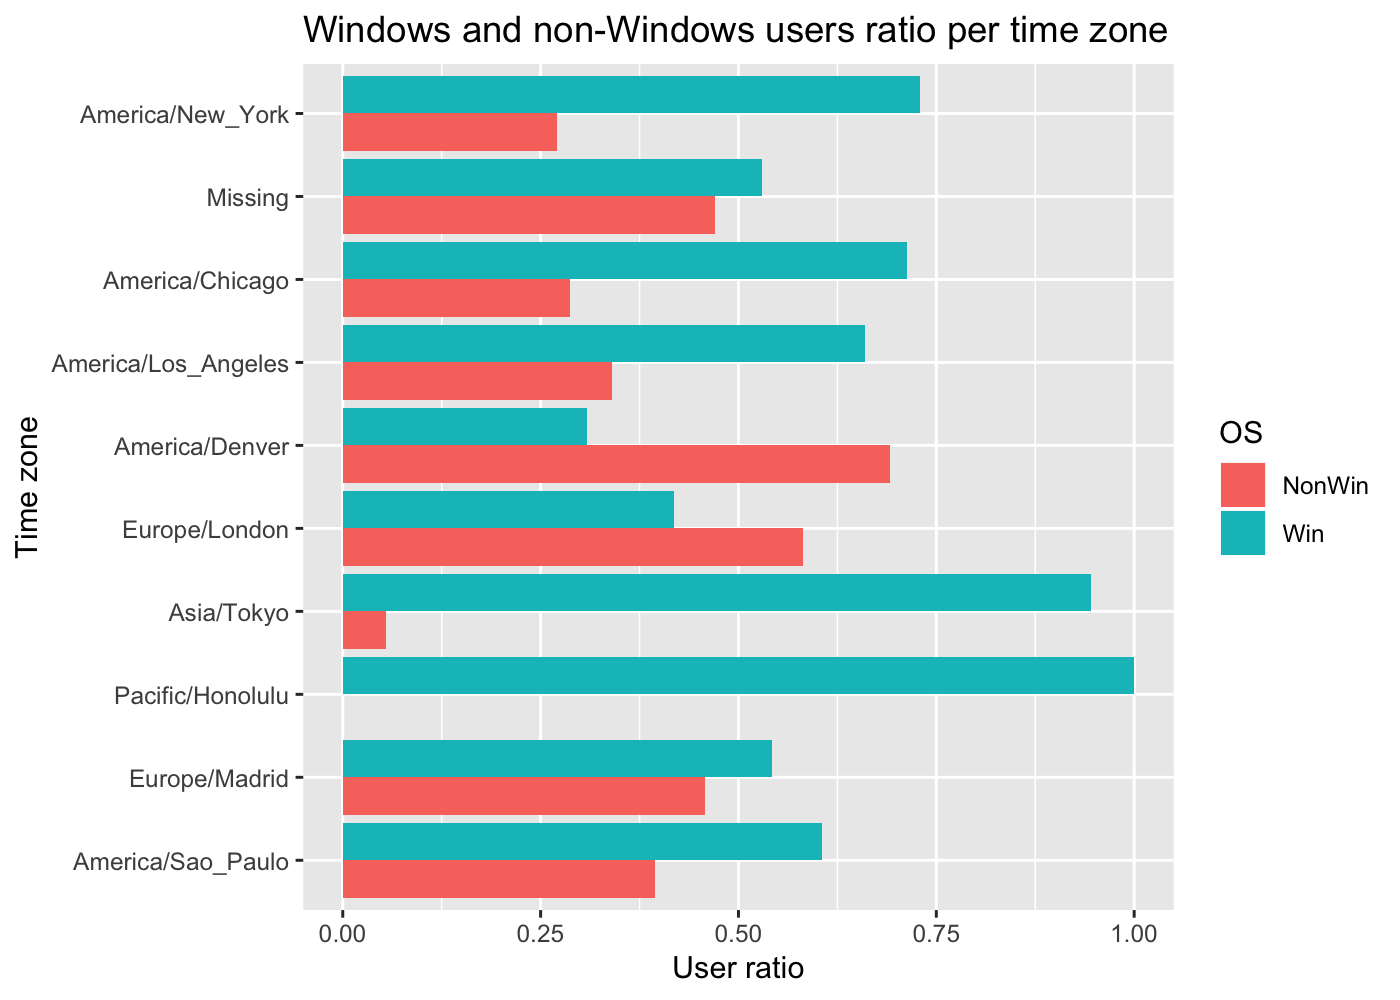 Windows and non-Windows users ratio per time zone
America/New_York
Missing
America/Chicago
America/Los_Angeles
America/Denver
Europe/London
Asia/Tokyo
Pacific/Honolulu
Europe/Madrid
America/Sao_Paulo
Time zone
0.00 0.25 0.50 0.75 1.00
User ratio
OS
NonWin
Win